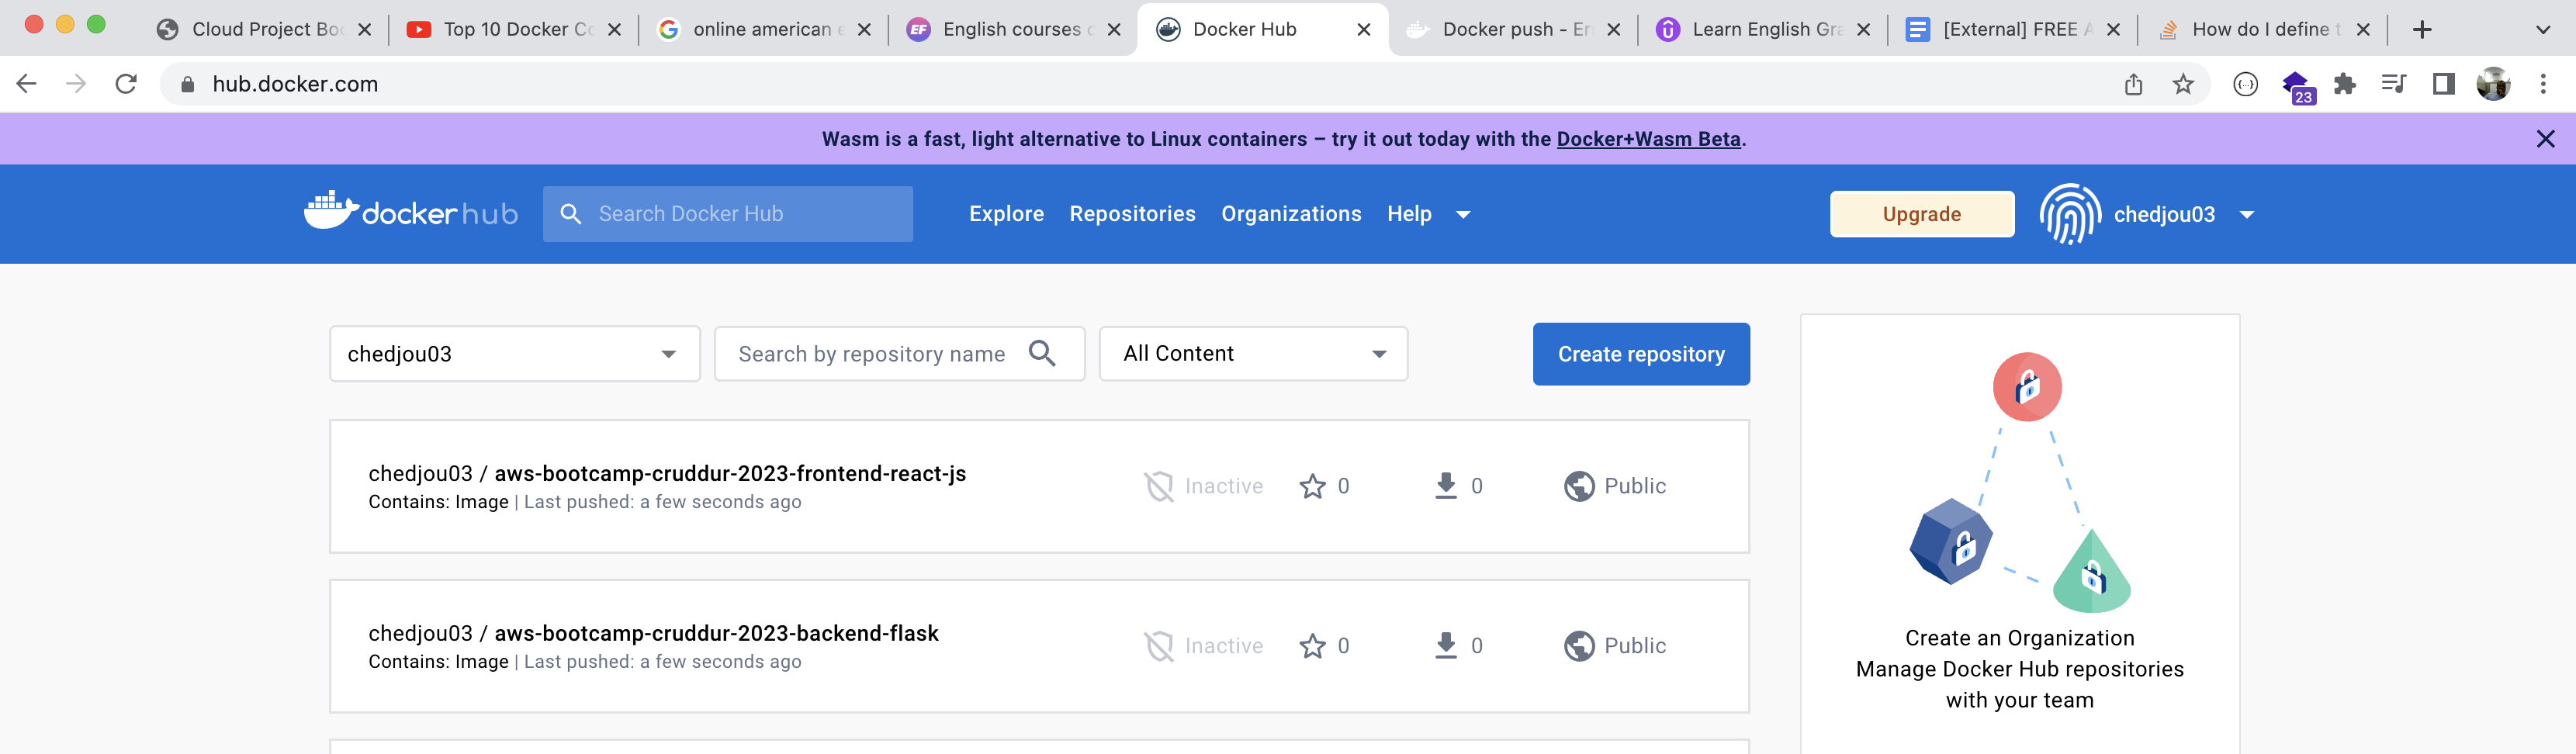 Cloud Project Boo
Top 10 Docker Co
online american e
English courses o
Docker Hub
Docker push - Err
Learn English Gra
[External] FREE A
How do I define t
hub.docker.com
23
Wasm is a fast, light alternative to Linux containers – try it out today with the Docker+Wasm Beta.
dockerhub
Search Docker Hub
Explore
Repositories
Organizations
Help
Upgrade
chedjou03
chedjou03
Search by repository name
All Content
Create repository
chedjou03 / aws-bootcamp-cruddur-2023-frontend-react-js
Contains: Image | Last pushed: a few seconds ago
Inactive
0
0
Public
chedjou03 / aws-bootcamp-cruddur-2023-backend-flask
Contains: Image | Last pushed: a few seconds ago
Inactive
0
0
Public
Create an Organization
Manage Docker Hub repositories
with your team